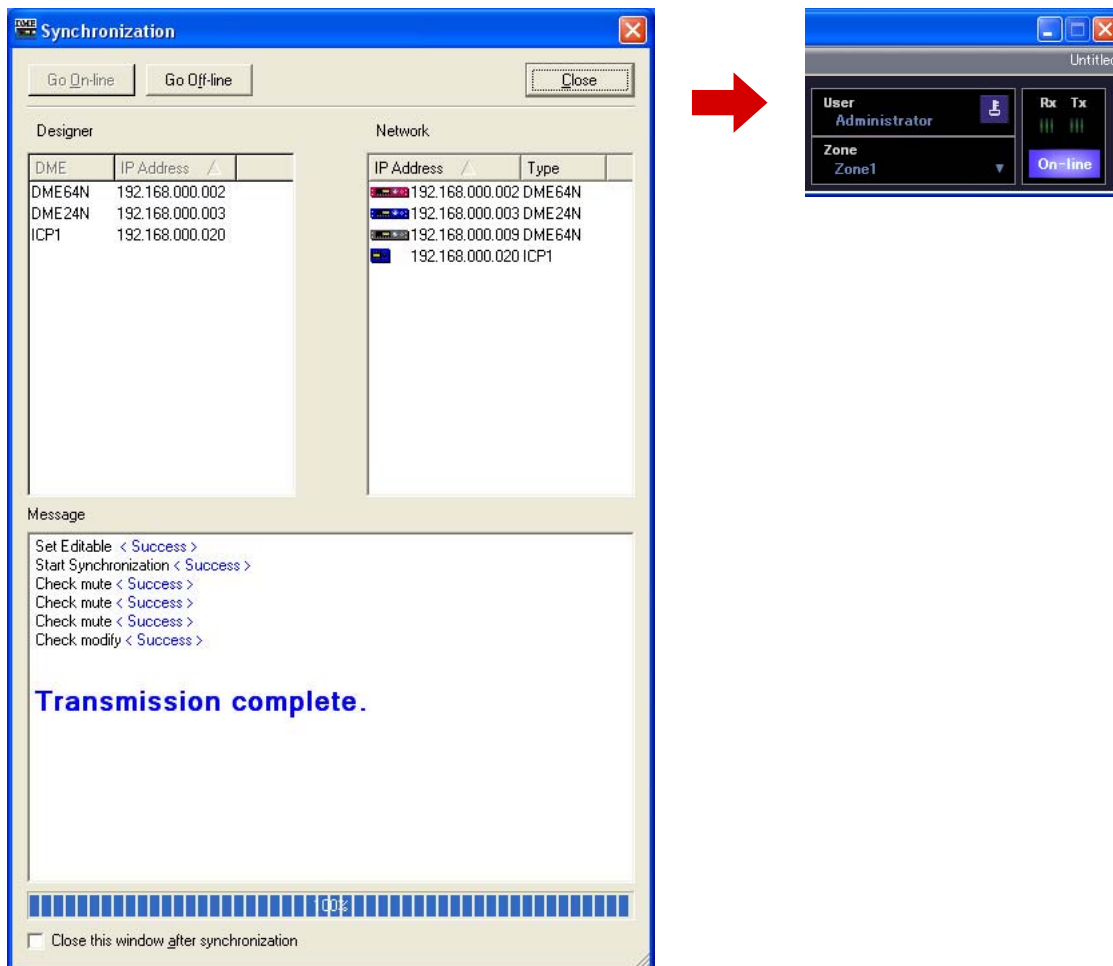 DME Synchronization
Go On-line Go Off-line Close
Designer Network
DME IP Address
DME64N 192.168.000.002
DME24N 192.168.000.003
ICP1 192.168.000.020
IP Address Type
192.168.000.002 DME64N
192.168.000.003 DME24N
192.168.000.009 DME64N
192.168.000.020 ICP1
Message
Set Editable < Success >
Start Synchronization < Success >
Check mute < Success >
Check mute < Success >
Check mute < Success >
Check modify < Success >
Transmission complete.
100%
Close this window after synchronization
Untitled
User
Administrator
Zone
Zone1
Rx Tx
On-line